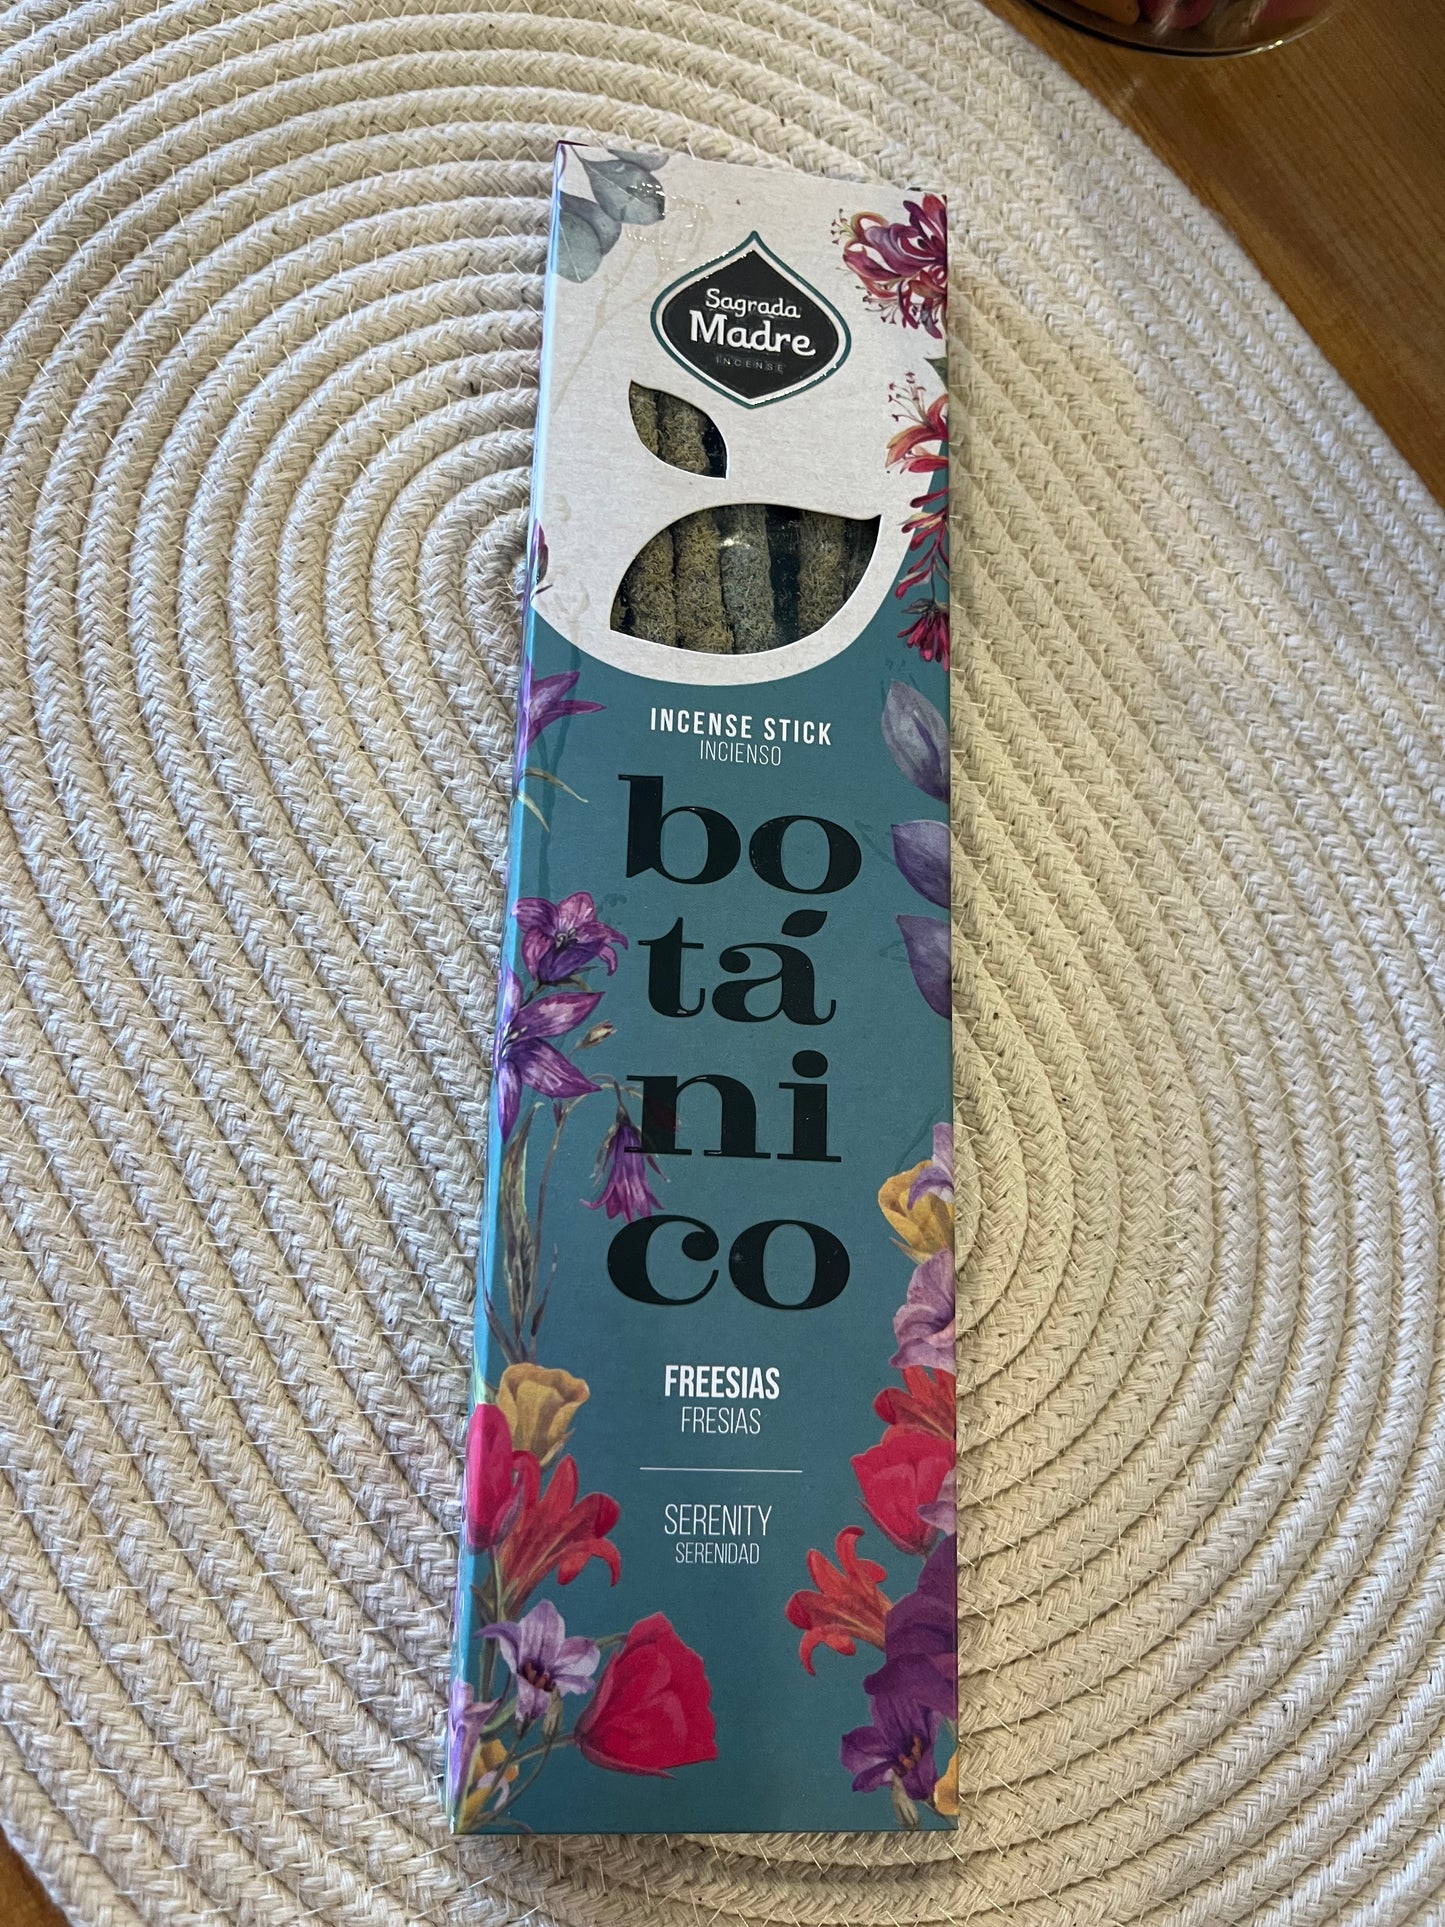 Sagrada
Madre
INCENSE
INCENSE STICK
INCIENSO
bo
tá
ni
co
FREESIAS
FRESIAS
SERENITY
SERENIDAD